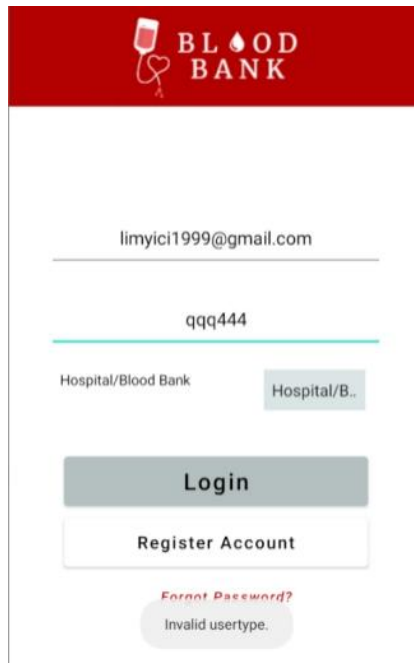 BLOOD
BANK
limyici1999@gmail.com
qqq444
Hospital/Blood Bank
Hospital/B..
Login
Register Account
Forgot Password?
Invalid usertype.